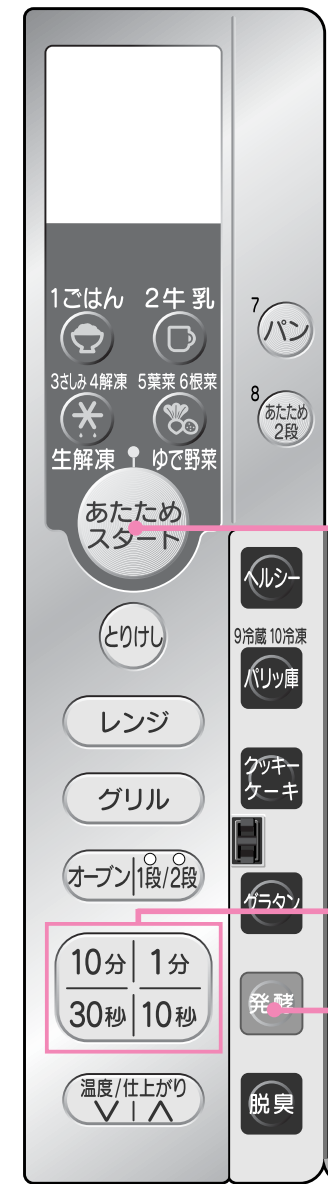 1ごはん 2牛乳
3さしみ 4解凍 5葉菜 6根菜
生解凍 ゆで野菜
あたため
スタート
とりけし
レンジ
グリル
オーブン 1段/2段
10分 1分
30秒 10秒
温度/仕上がり
7
パン
8
あたため
2段
ヘルシー
9冷蔵 10冷凍
パリッ庫
クッキー
ケーキ
グラタン
発酵
脱臭